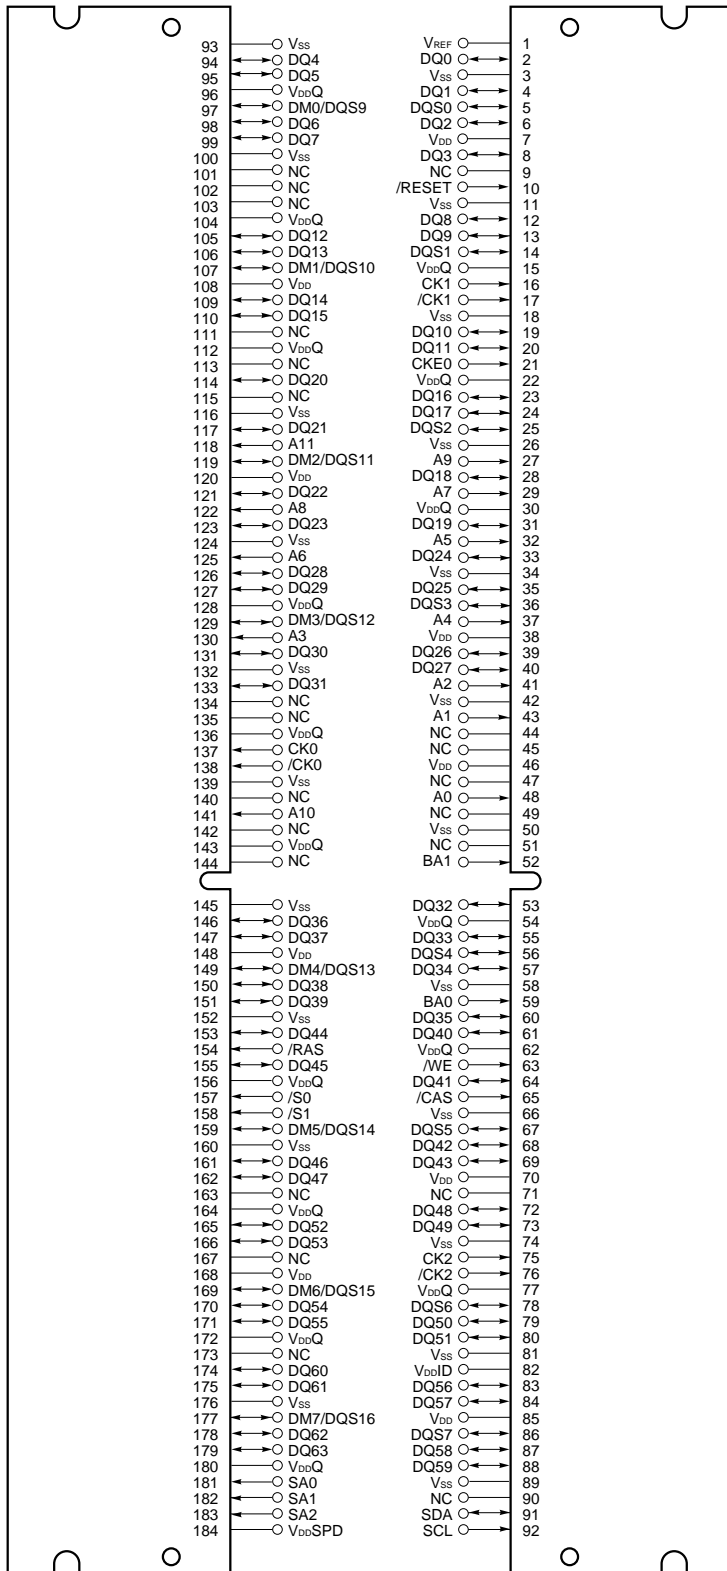 93 Vss VREF 1
94 DQ4 DQ0 2
95 DQ5 Vss 3
96 VDDQ DQ1 4
97 DM0/DQS9 DQS0 5
98 DQ6 DQ2 6
99 DQ7 VDD 7
100 Vss DQ3 8
101 NC NC 9
102 NC /RESET 10
103 NC Vss 11
104 VDDQ DQ8 12
105 DQ12 DQ9 13
106 DQ13 DQS1 14
107 DM1/DQS10 VDDQ 15
108 VDD CK1 16
109 DQ14 /CK1 17
110 DQ15 Vss 18
111 NC DQ10 19
112 VDDQ DQ11 20
113 NC CKE0 21
114 DQ20 VDDQ 22
115 NC DQ16 23
116 Vss DQ17 24
117 DQ21 DQS2 25
118 A11 Vss 26
119 DM2/DQS11 A9 27
120 VDD DQ18 28
121 DQ22 A7 29
122 A8 VDDQ 30
123 DQ23 DQ19 31
124 Vss A5 32
125 A6 DQ24 33
126 DQ28 Vss 34
127 DQ29 DQ25 35
128 VDDQ DQS3 36
129 DM3/DQS12 A4 37
130 A3 VDD 38
131 DQ30 DQ26 39
132 Vss DQ27 40
133 DQ31 A2 41
134 NC Vss 42
135 NC A1 43
136 VDDQ NC 44
137 CK0 NC 45
138 /CK0 VDD 46
139 Vss NC 47
140 NC A0 48
141 A10 NC 49
142 NC Vss 50
143 VDDQ NC 51
144 NC BA1 52
145 Vss DQ32 53
146 DQ36 VDDQ 54
147 DQ37 DQ33 55
148 VDD DQS4 56
149 DM4/DQS13 DQ34 57
150 DQ38 Vss 58
151 DQ39 BA0 59
152 Vss DQ35 60
153 DQ44 DQ40 61
154 /RAS VDDQ 62
155 DQ45 /WE 63
156 VDDQ DQ41 64
157 /S0 /CAS 65
158 /S1 Vss 66
159 DM5/DQS14 DQS5 67
160 Vss DQ42 68
161 DQ46 DQ43 69
162 DQ47 VDD 70
163 NC NC 71
164 VDDQ DQ48 72
165 DQ52 DQ49 73
166 DQ53 Vss 74
167 NC CK2 75
168 VDD /CK2 76
169 DM6/DQS15 VDDQ 77
170 DQ54 DQS6 78
171 DQ55 DQ50 79
172 VDDQ DQ51 80
173 NC Vss 81
174 DQ60 VDDID 82
175 DQ61 DQ56 83
176 Vss DQ57 84
177 DM7/DQS16 VDD 85
178 DQ62 DQS7 86
179 DQ63 DQ58 87
180 VDDQ DQ59 88
181 SA0 Vss 89
182 SA1 NC 90
183 SA2 SDA 91
184 VDDSPD SCL 92